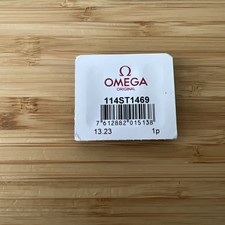 Ω
OMEGA
ORIGINAL
114ST1469
7 612882 015138
13.23 1p